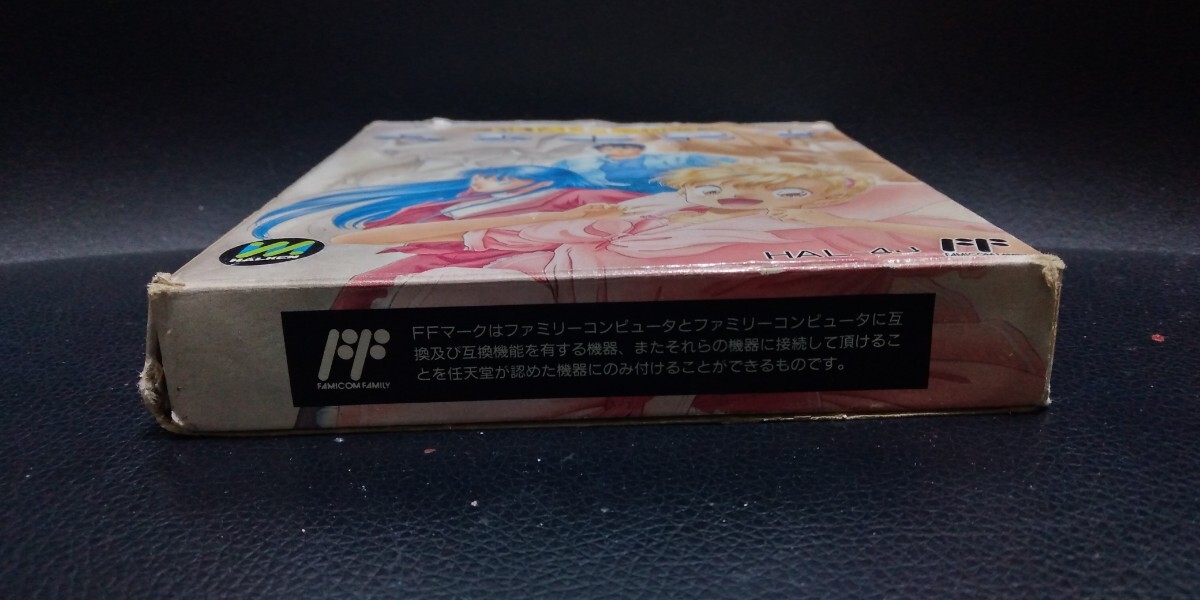 HALKEN
HAL-4J
FF
FF
FAMICOM FAMILY
FFマークはファミリーコンピュータとファミリーコンピュータに互
換及び互換機能を有する機器、またそれらの機器に接続して頂けるこ
とを任天堂が認めた機器にのみ付けることができるものです。